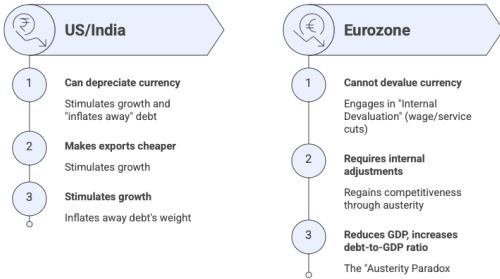 US/India
1
Can depreciate currency
Stimulates growth and
"inflates away" debt
2
Makes exports cheaper
Stimulates growth
3
Stimulates growth
Inflates away debt's weight
Eurozone
1
Cannot devalue currency
Engages in "Internal
Devaluation" (wage/service
cuts)
2
Requires internal
adjustments
Regains competitiveness
through austerity
3
Reduces GDP, increases
debt-to-GDP ratio
The "Austerity Paradox